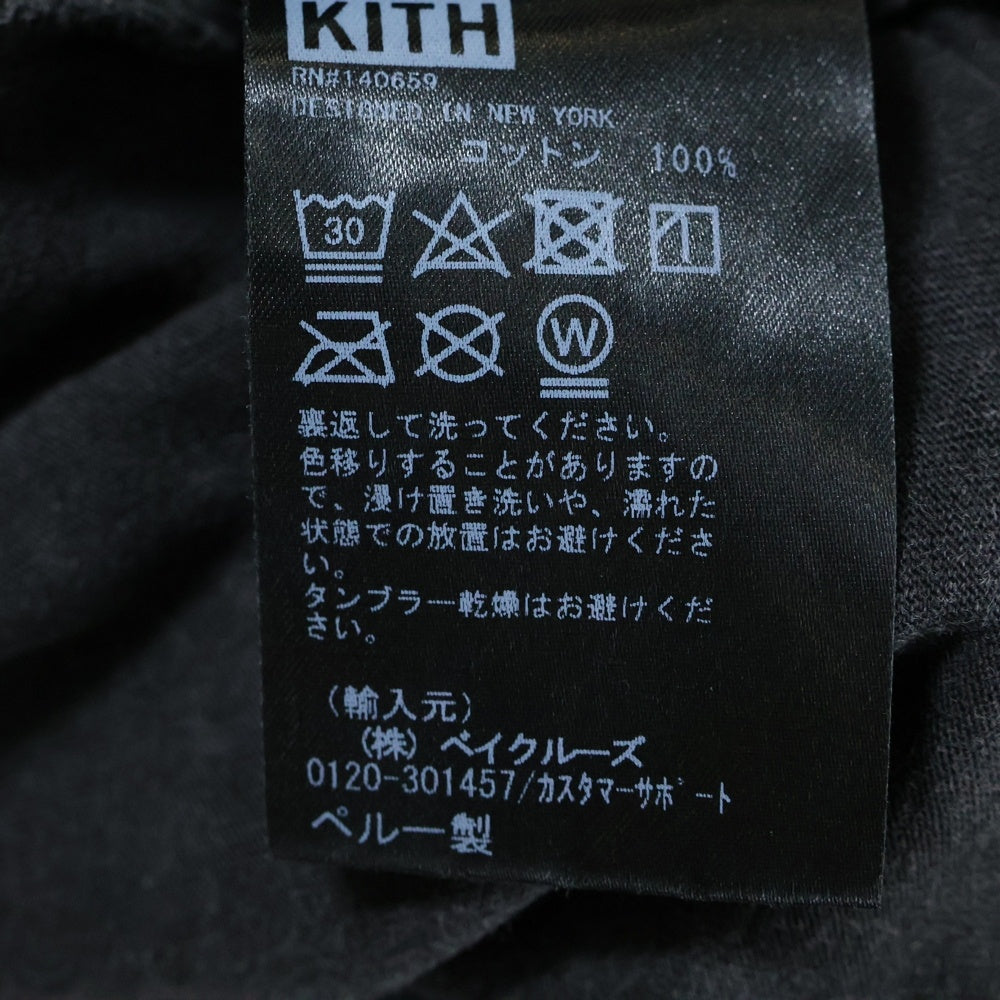 KITH
RN#140659
DESIGNED IN NEW YORK
コットン 100%
30
W
裏返して洗ってください。
色移りすることがありますの
で、浸け置き洗いや、濡れた
状態での放置はお避けくださ
い。
タンブラー乾燥はお避けくだ
さい。
（輸入元）
（株）ベイクルーズ
0120-301457/カスタマーサポート
ペルー製